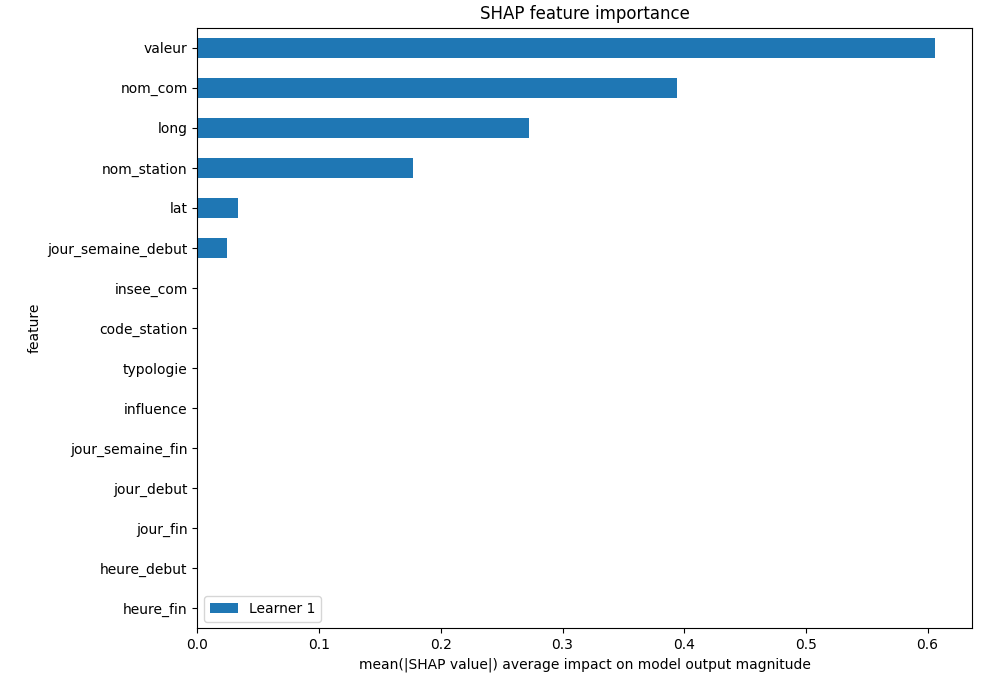 SHAP feature importance
valeur
nom_com
long
nom_station
lat
jour_semaine_debut
insee_com
code_station
typologie
influence
jour_semaine_fin
jour_debut
jour_fin
heure_debut
heure_fin
feature
Learner 1
0.0 0.1 0.2 0.3 0.4 0.5 0.6
mean(|SHAP value|) average impact on model output magnitude